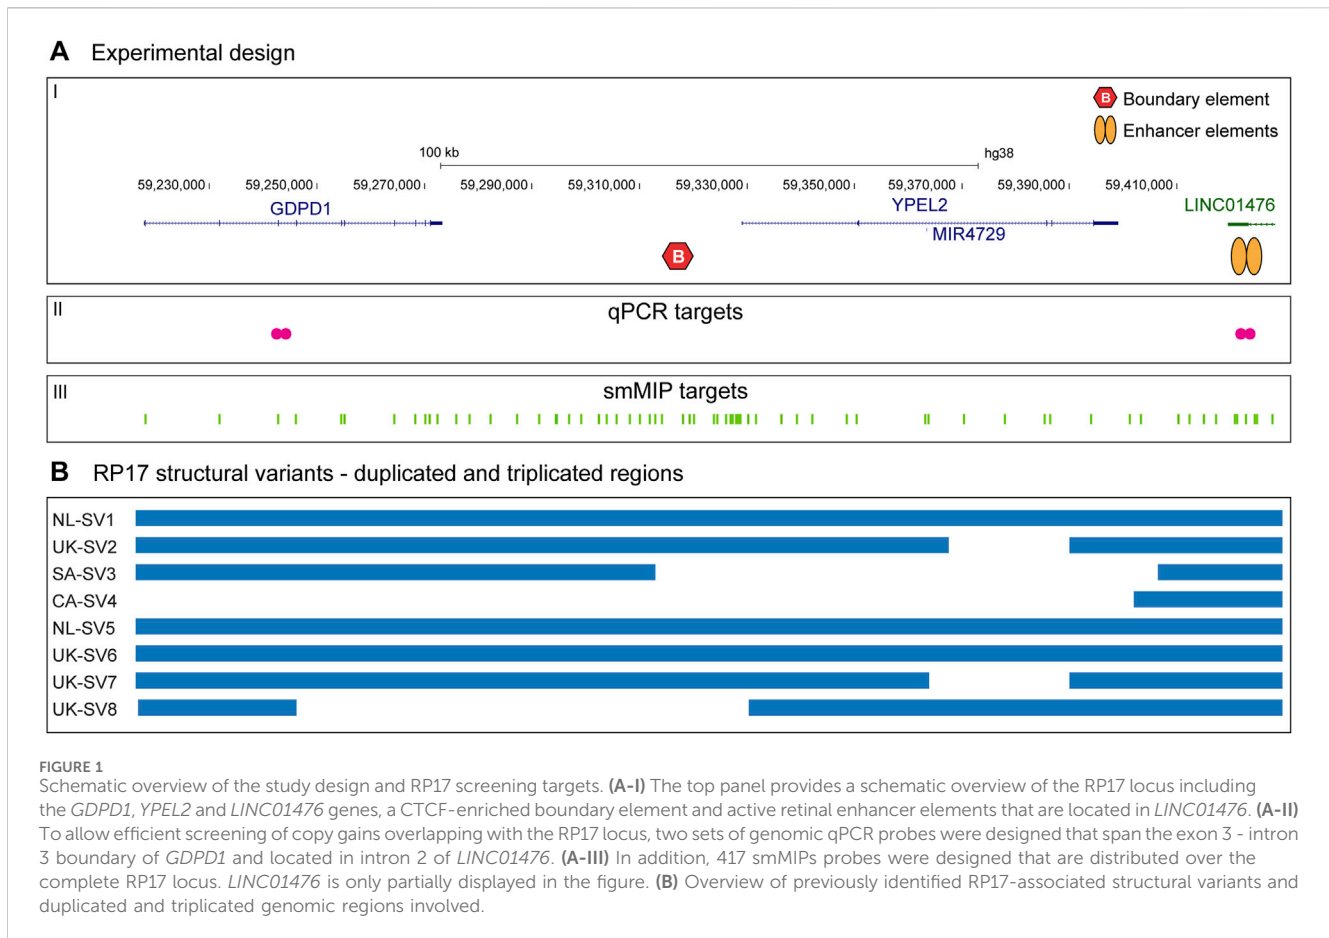 A Experimental design
I
B Boundary element
Enhancer elements
100 kb hg38
59,230,000 59,250,000 59,270,000 59,290,000 59,310,000 59,330,000 59,350,000 59,370,000 59,390,000 59,410,000
GDPD1 YPEL2 LINC01476
MIR4729
B
II qPCR targets
III smMIP targets
B RP17 structural variants - duplicated and triplicated regions
NL-SV1
UK-SV2
SA-SV3
CA-SV4
NL-SV5
UK-SV6
UK-SV7
UK-SV8
FIGURE 1
Schematic overview of the study design and RP17 screening targets. (A-I) The top panel provides a schematic overview of the RP17 locus including
the GDPD1, YPEL2 and LINC01476 genes, a CTCF-enriched boundary element and active retinal enhancer elements that are located in LINC01476. (A-II)
To allow efficient screening of copy gains overlapping with the RP17 locus, two sets of genomic qPCR probes were designed that span the exon 3 - intron
3 boundary of GDPD1 and located in intron 2 of LINC01476. (A-III) In addition, 417 smMIPs probes were designed that are distributed over the
complete RP17 locus. LINC01476 is only partially displayed in the figure. (B) Overview of previously identified RP17-associated structural variants and
duplicated and triplicated genomic regions involved.